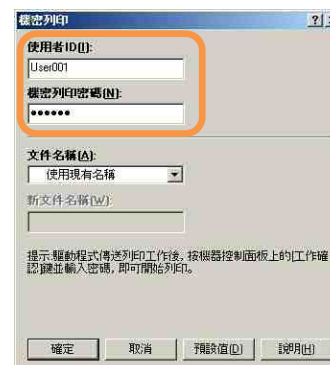 機密列印
使用者ID(I):
User001
機密列印密碼(N):
●●●●●●
文件名稱(A):
使用現有名稱
新文件名稱(W):
提示:驅動程式傳送列印工作後, 按機器控制面板上的[工作確
認]鍵並輸入密碼, 即可開始列印。
確定 取消 預設值(D) 說明(H)